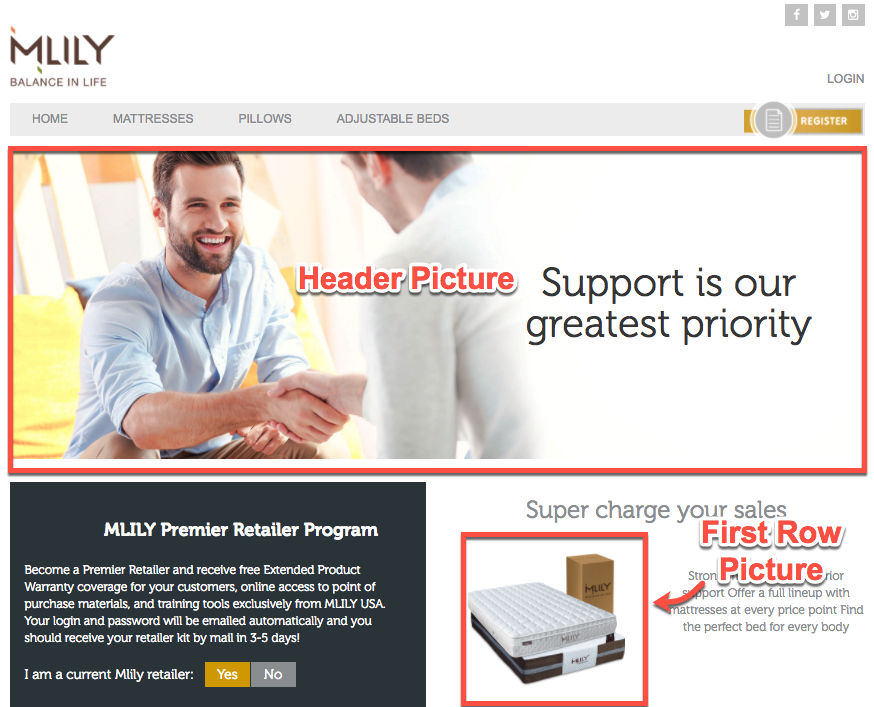 MLILY
BALANCE IN LIFE
LOGIN
HOME MATTRESSES PILLOWS ADJUSTABLE BEDS REGISTER
Header Picture
Support is our
greatest priority
MLILY Premier Retailer Program
Become a Premier Retailer and receive free Extended Product
Warranty coverage for your customers, online access to point of
purchase materials, and training tools exclusively from MLILY USA.
Your login and password will be emailed automatically and you
should receive your retailer kit by mail in 3-5 days!
I am a current Mlily retailer: Yes No
Super charge your sales
First Row
Picture
MLILY
MLILY
MLILY
support Offer a full lineup with
mattresses at every price point Find
the perfect bed for every body